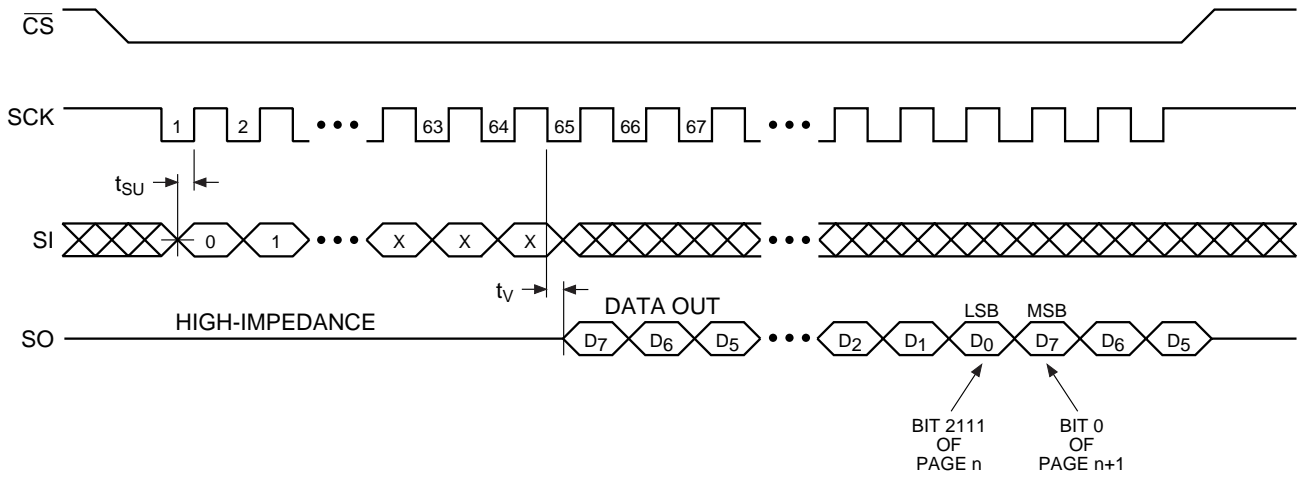 CS
SCK 1 2 ••• 63 64 65 66 67 •••
tSU
SI 0 1 ••• X X X •••
tV
DATA OUT LSB MSB
HIGH-IMPEDANCE
SO D7 D6 D5 ••• D2 D1 D0 D7 D6 D5
BIT 2111
OF
PAGE n
BIT 0
OF
PAGE n+1